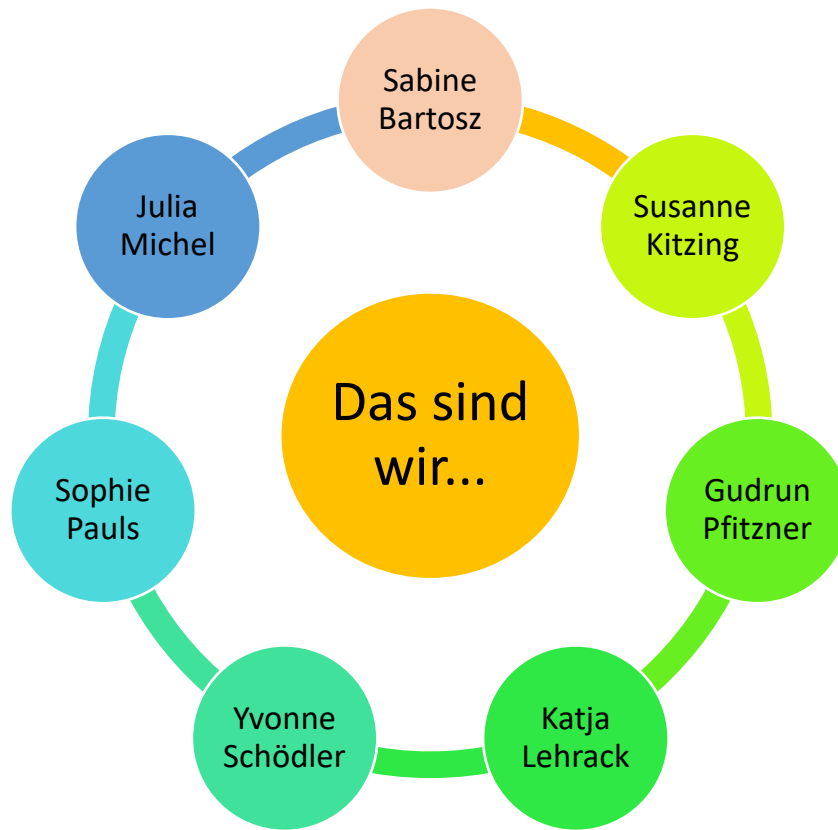 Sabine
Bartosz
Susanne
Kitzing
Gudrun
Pfitzner
Katja
Lehrack
Yvonne
Schödler
Sophie
Pauls
Julia
Michel
Das sind
wir...